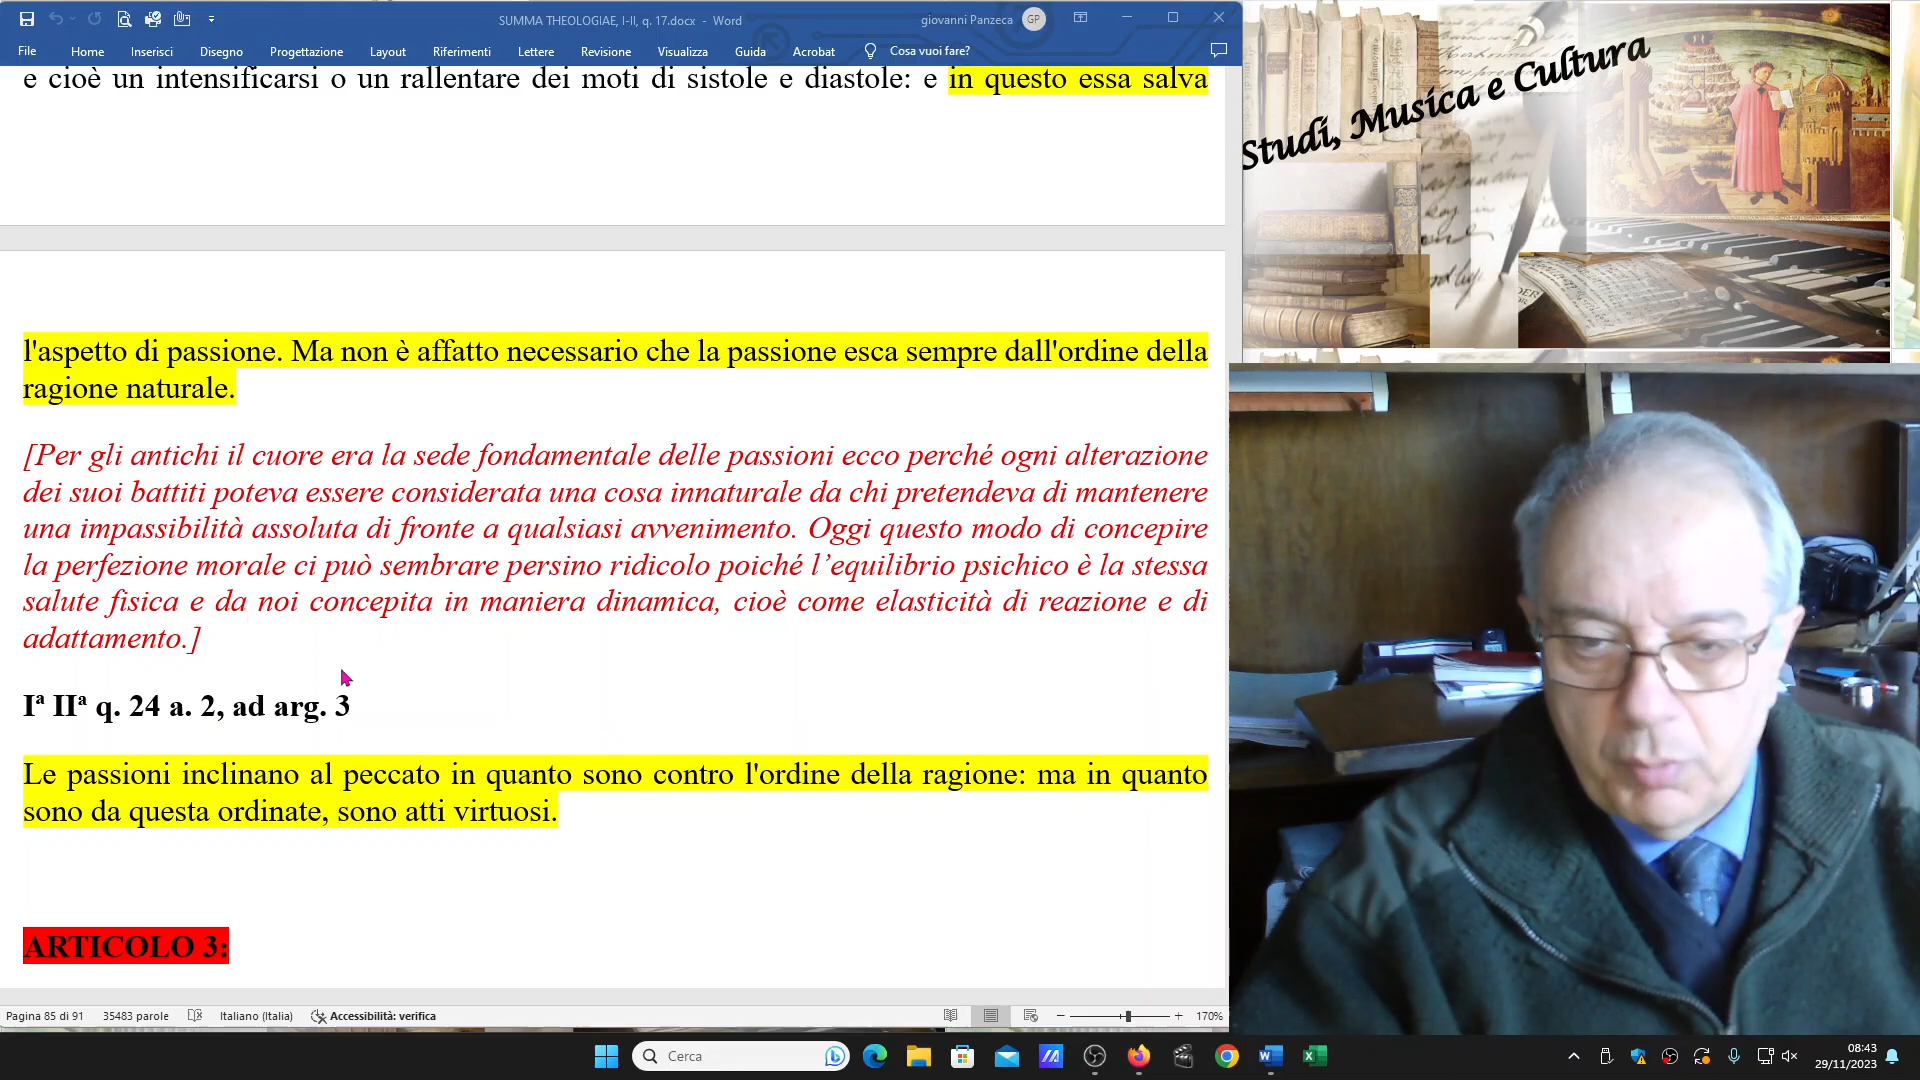 SUMMA THEOLOGIAE, I-II, q. 17.docx - Word
giovanni Panzeca
GP
File
Home
Inserisci
Disegno
Progettazione
Layout
Riferimenti
Lettere
Revisione
Visualizza
Guida
Acrobat
Cosa vuoi fare?
e cioè un intensificarsi o un rallentare dei moti di sistole e diastole: e in questo essa salva
l'aspetto di passione. Ma non è affatto necessario che la passione esca sempre dall'ordine della
ragione naturale.
[Per gli antichi il cuore era la sede fondamentale delle passioni ecco perché ogni alterazione
dei suoi battiti poteva essere considerata una cosa innaturale da chi pretendeva di mantenere
una impassibilità assoluta di fronte a qualsiasi avvenimento. Oggi questo modo di concepire
la perfezione morale ci può sembrare persino ridicolo poiché l’equilibrio psichico è la stessa
salute fisica e da noi concepita in maniera dinamica, cioè come elasticità di reazione e di
adattamento.]
Iª IIª q. 24 a. 2, ad arg. 3
Le passioni inclinano al peccato in quanto sono contro l'ordine della ragione: ma in quanto
sono da questa ordinate, sono atti virtuosi.
ARTICOLO 3:
Pagina 85 di 91
35483 parole
Italiano (Italia)
Accessibilità: verifica
170%
Studi, Musica e Cultura
Cerca
08:43
29/11/2023